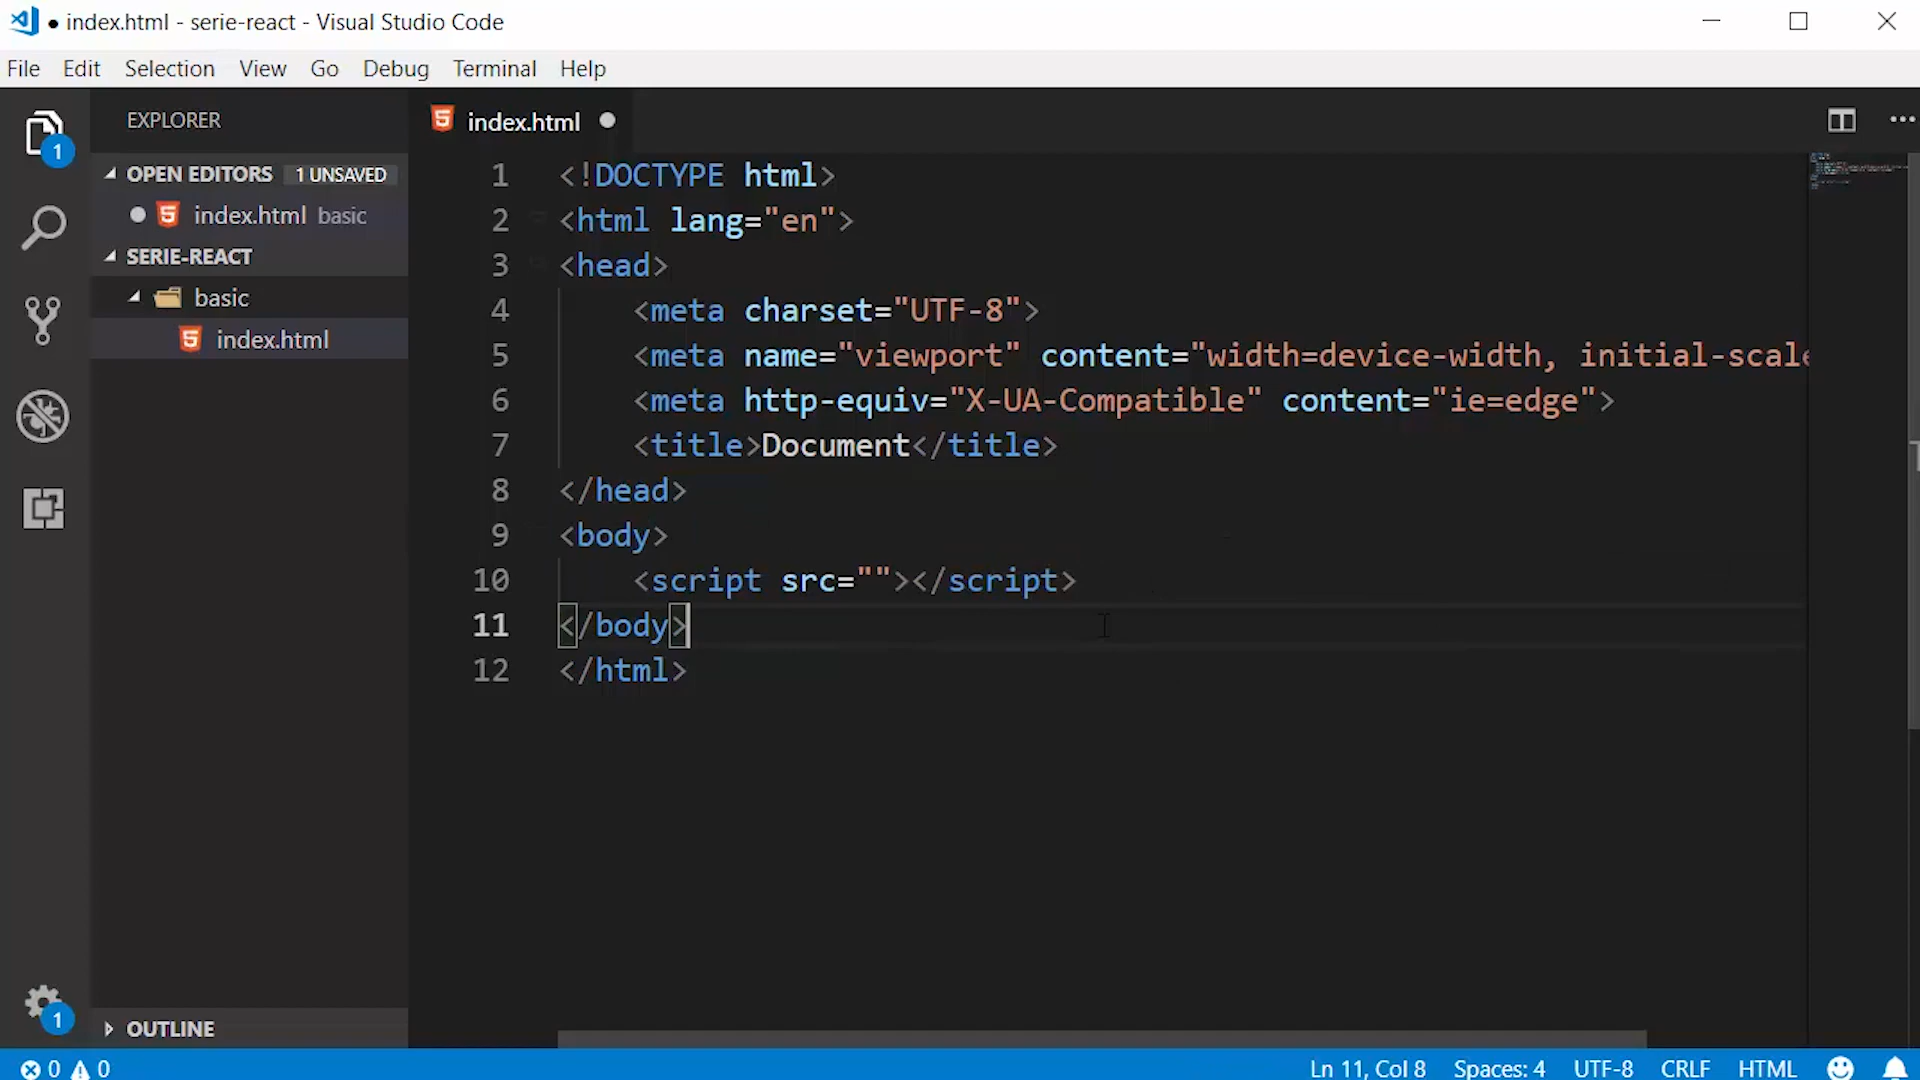 index.html - serie-react - Visual Studio Code
File Edit Selection View Go Debug Terminal Help
EXPLORER
1
OPEN EDITORS 1 UNSAVED
index.html basic
SERIE-REACT
basic
index.html
OUTLINE
1
index.html
1 <!DOCTYPE html>
2 <html lang="en">
3 <head>
4 <meta charset="UTF-8">
5 <meta name="viewport" content="width=device-width, initial-scale
6 <meta http-equiv="X-UA-Compatible" content="ie=edge">
7 <title>Document</title>
8 </head>
9 <body>
10 <script src=""></script>
11 </body>
12 </html>
0 0 Ln 11, Col 8 Spaces: 4 UTF-8 CRLF HTML